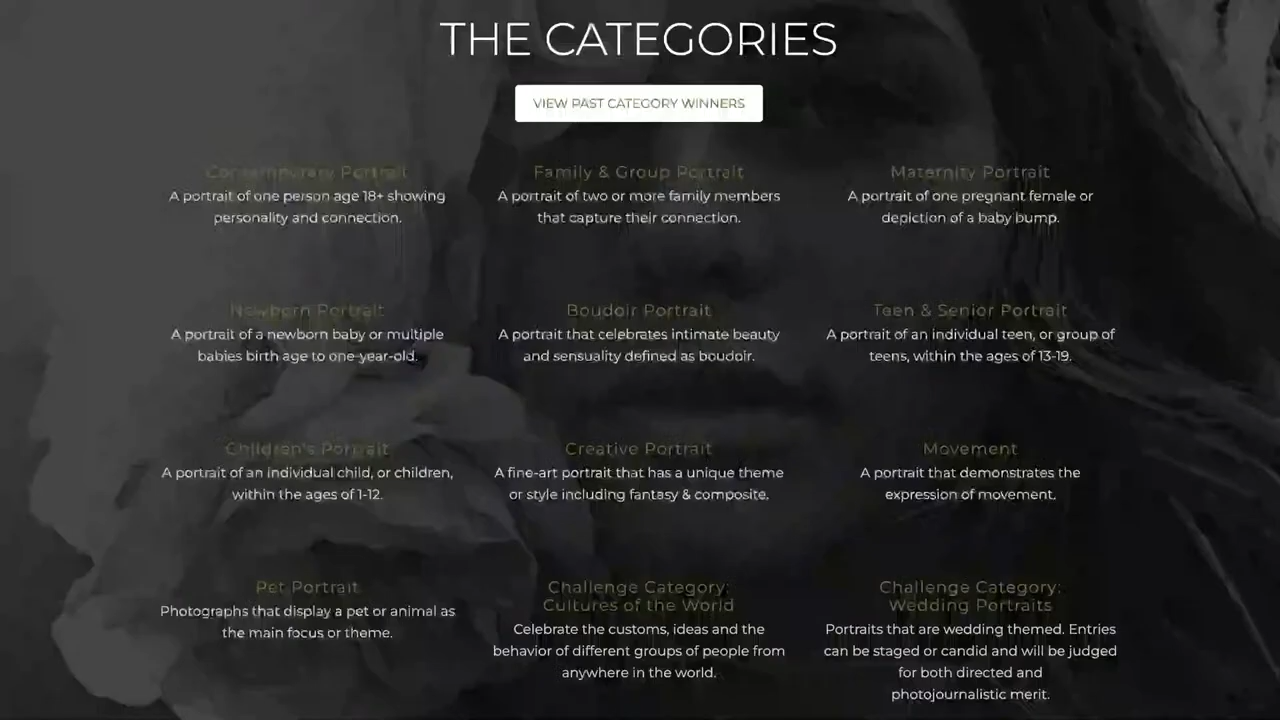 THE CATEGORIES
VIEW PAST CATEGORY WINNERS
Contemporary Portrait
A portrait of one person age 18+ showing
personality and connection.
Family & Group Portrait
A portrait of two or more family members
that capture their connection.
Maternity Portrait
A portrait of one pregnant female or
depiction of a baby bump.
Newborn Portrait
A portrait of a newborn baby or multiple
babies birth age to one-year-old.
Boudoir Portrait
A portrait that celebrates intimate beauty
and sensuality defined as boudoir.
Teen & Senior Portrait
A portrait of an individual teen, or group of
teens, within the ages of 13-19.
Children's Portrait
A portrait of an individual child, or children,
within the ages of 1-12.
Creative Portrait
A fine-art portrait that has a unique theme
or style including fantasy & composite.
Movement
A portrait that demonstrates the
expression of movement.
Pet Portrait
Photographs that display a pet or animal as
the main focus or theme.
Challenge Category:
Cultures of the World
Celebrate the customs, ideas and the
behavior of different groups of people from
anywhere in the world.
Challenge Category:
Wedding Portraits
Portraits that are wedding themed. Entries
can be staged or candid and will be judged
for both directed and
photojournalistic merit.